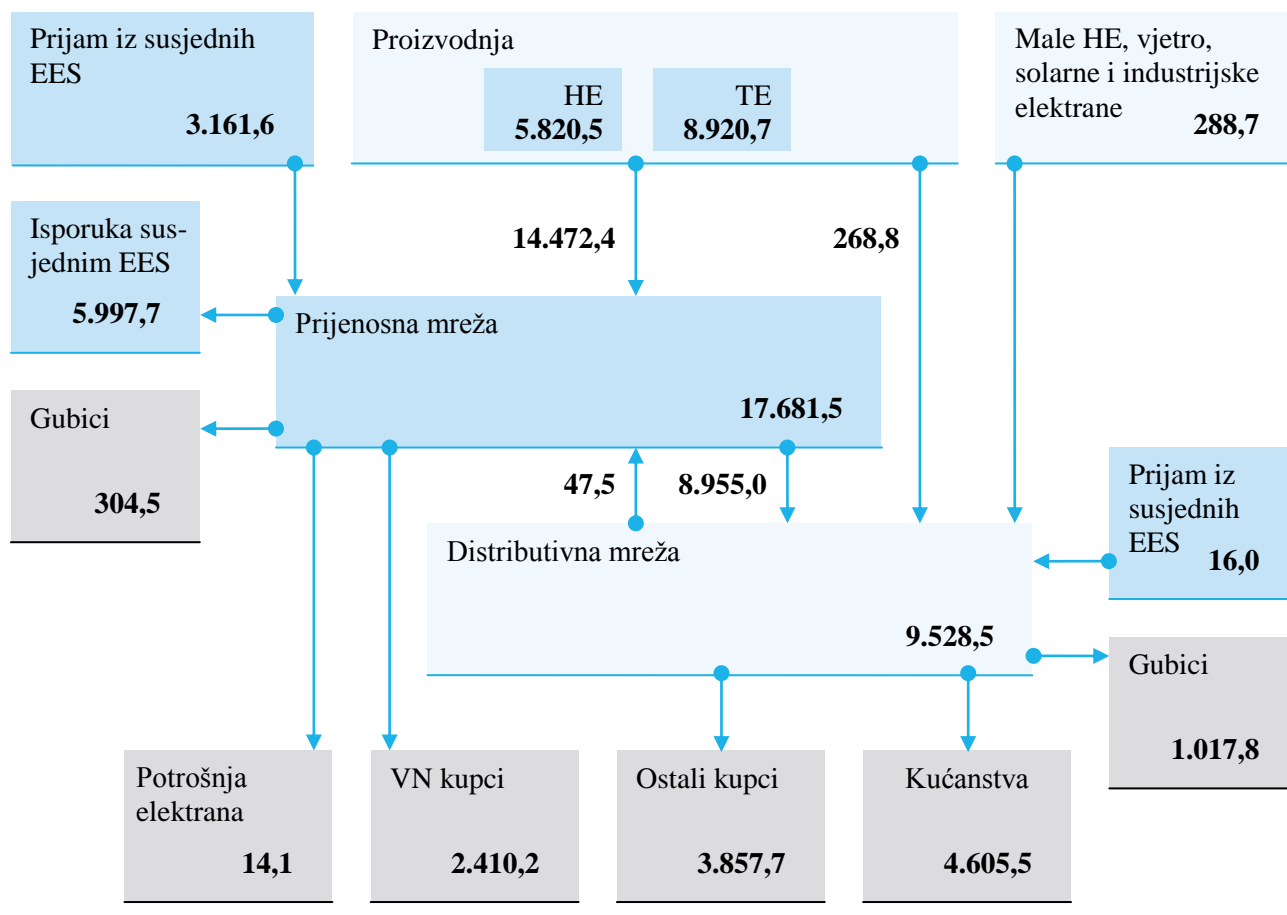 Prijam iz susjednih
EES
3.161,6
Proizvodnja
HE
5.820,5
TE
8.920,7
Male HE, vjetro,
solarne i industrijske
elektrane
288,7
Isporuka sus-
jednim EES
5.997,7
14.472,4
268,8
Prijenosna mreža
17.681,5
Gubici
304,5
47,5
8.955,0
Prijam iz
susjednih
EES
16,0
Distributivna mreža
9.528,5
Gubici
1.017,8
Potrošnja
elektrana
14,1
VN kupci
2.410,2
Ostali kupci
3.857,7
Kućanstva
4.605,5